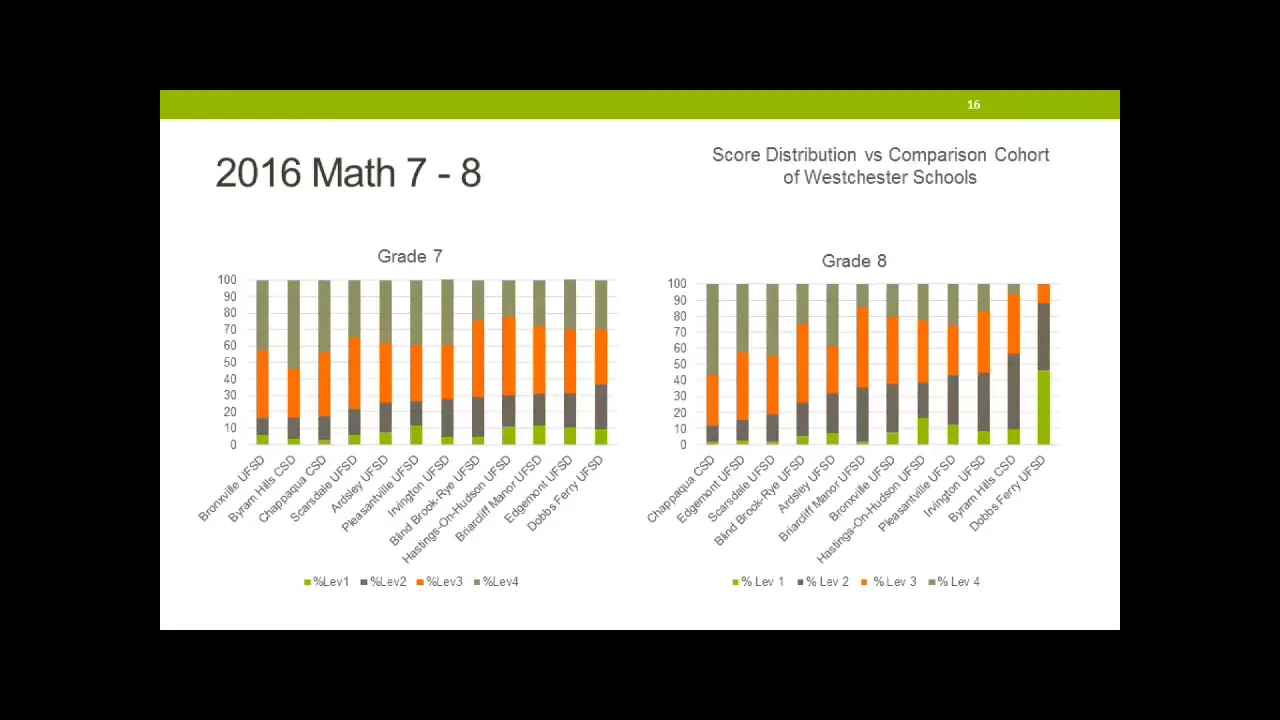 16
2016 Math 7 - 8
Score Distribution vs Comparison Cohort
of Westchester Schools
Grade 7
100
90
80
70
60
50
40
30
20
10
0
Bronxville UFSD
Byram Hills CSD
Chappaqua CSD
Scarsdale UFSD
Ardsley UFSD
Pleasantville UFSD
Irvington UFSD
Blind Brook-Rye UFSD
Hastings-On-Hudson UFSD
Briarcliff Manor UFSD
Edgemont UFSD
Dobbs Ferry UFSD
%Lev1 %Lev2 %Lev3 %Lev4
Grade 8
100
90
80
70
60
50
40
30
20
10
0
Chappaqua CSD
Edgemont UFSD
Scarsdale UFSD
Blind Brook-Rye UFSD
Ardsley UFSD
Briarcliff Manor UFSD
Bronxville UFSD
Hastings-On-Hudson UFSD
Pleasantville UFSD
Irvington UFSD
Byram Hills CSD
Dobbs Ferry UFSD
% Lev 1 % Lev 2 % Lev 3 % Lev 4